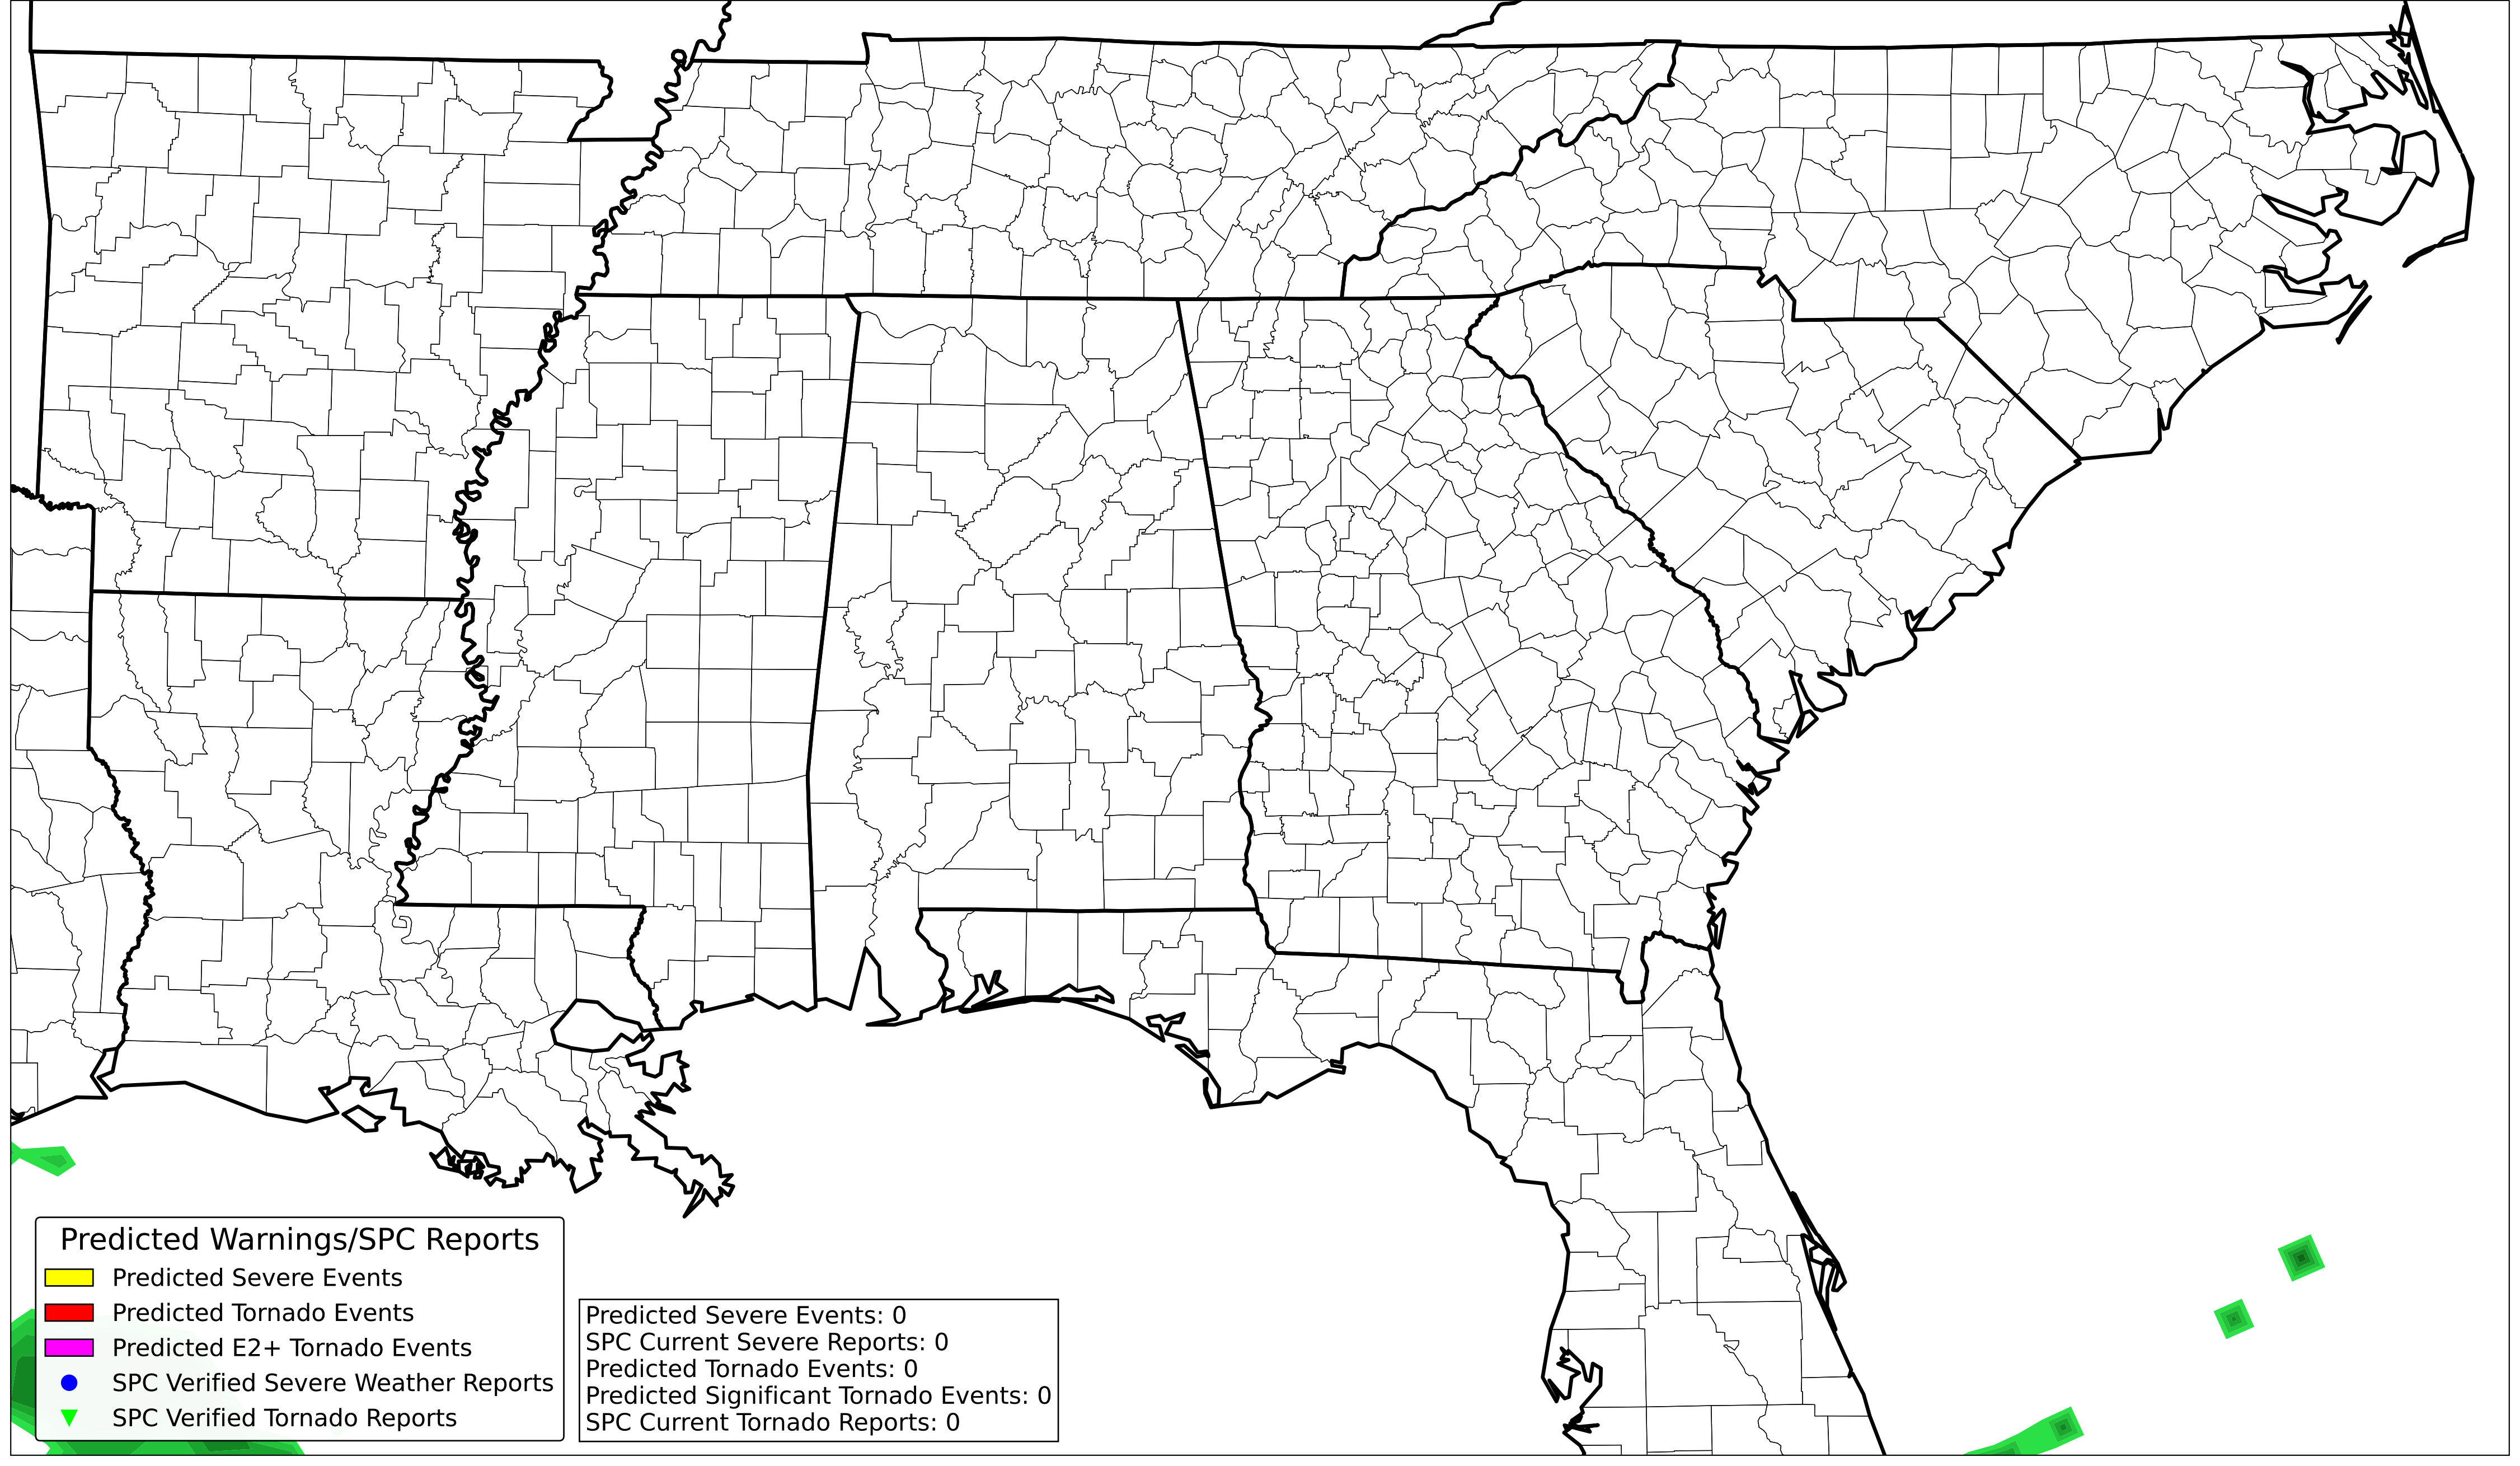 Predicted Warnings/SPC Reports
Predicted Severe Events
Predicted Tornado Events
Predicted E2+ Tornado Events
SPC Verified Severe Weather Reports
SPC Verified Tornado Reports
Predicted Severe Events: 0
SPC Current Severe Reports: 0
Predicted Tornado Events: 0
Predicted Significant Tornado Events: 0
SPC Current Tornado Reports: 0